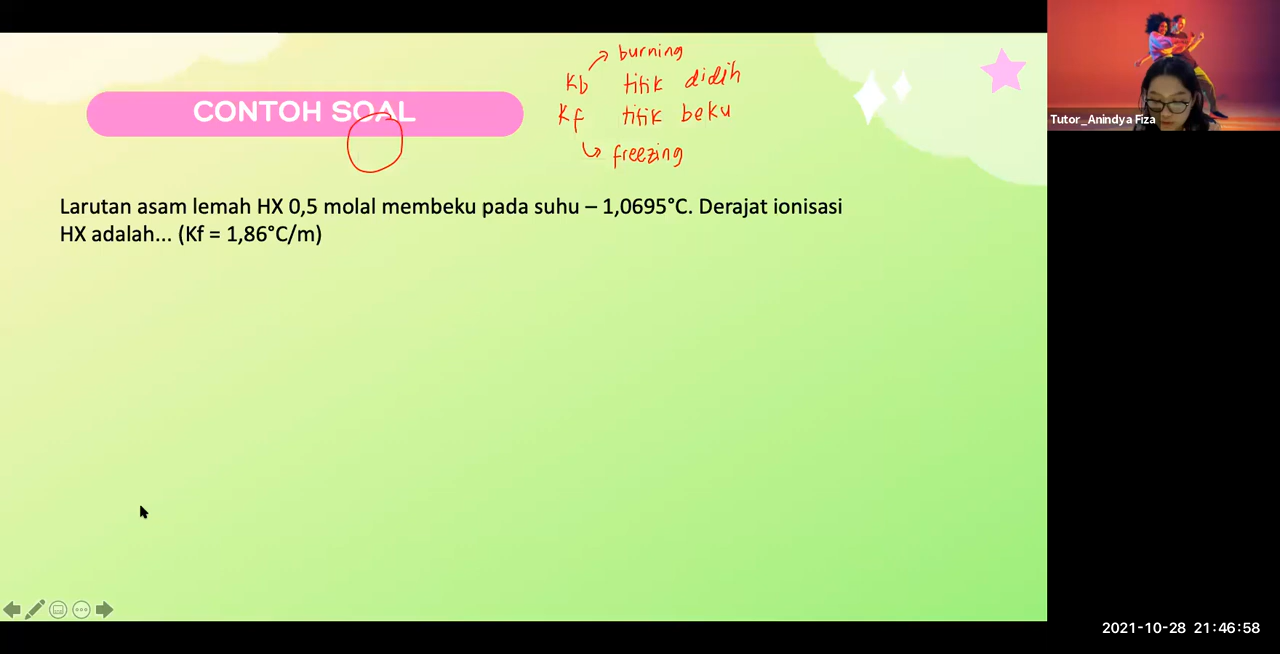 burning
Kb titik didih
CONTOH SOAL
Kf titik beku
freezing
Tutor_Anindya Fiza
Larutan asam lemah HX 0,5 molal membeku pada suhu – 1,0695°C. Derajat ionisasi
HX adalah... (Kf = 1,86°C/m)
2021-10-28 21:46:58